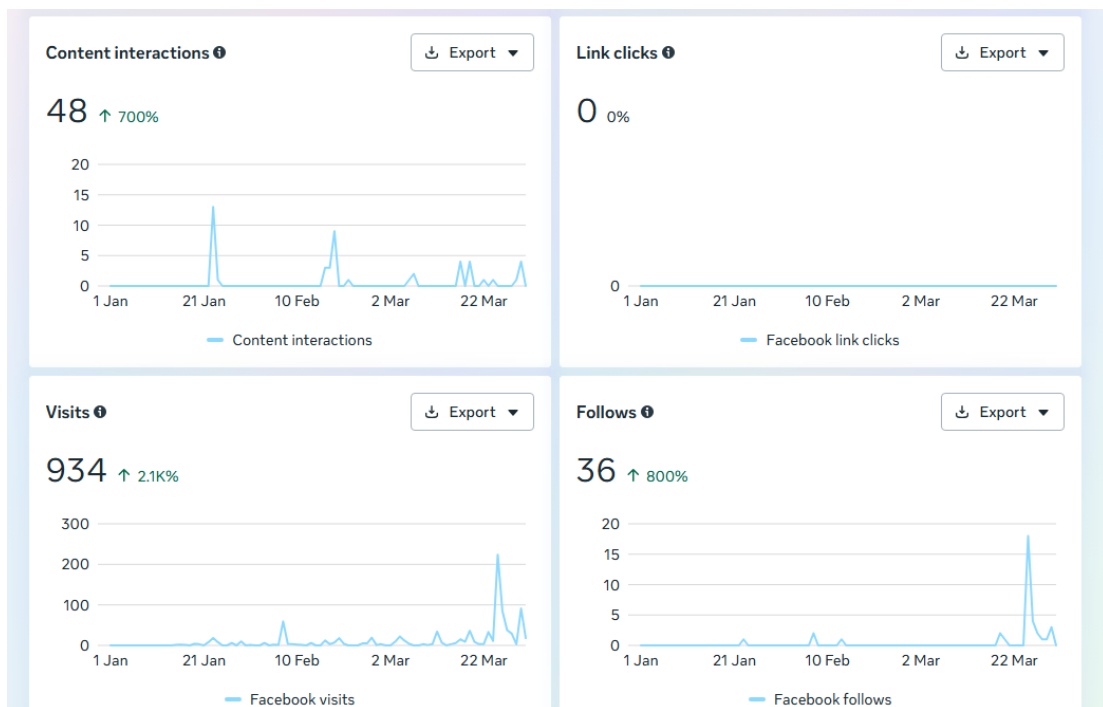 Content interactions
Export
48 ↑ 700%
20
15
10
5
0
1 Jan 21 Jan 10 Feb 2 Mar 22 Mar
Content interactions
Link clicks
Export
0 0%
0
1 Jan 21 Jan 10 Feb 2 Mar 22 Mar
Facebook link clicks
Visits
Export
934 ↑ 2.1K%
300
200
100
0
1 Jan 21 Jan 10 Feb 2 Mar 22 Mar
Facebook visits
Follows
Export
36 ↑ 800%
20
15
10
5
0
1 Jan 21 Jan 10 Feb 2 Mar 22 Mar
Facebook follows